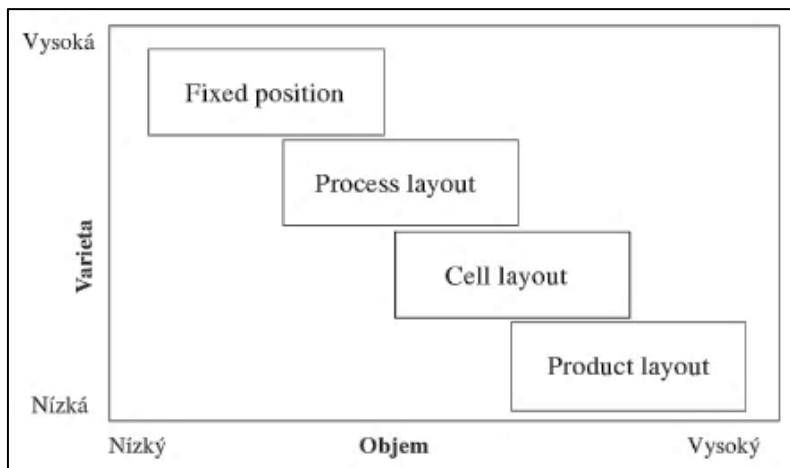 Vysoká
Fixed position
Process layout
Varieta
Cell layout
Product layout
Nízká
Nízký
Objem
Vysoký